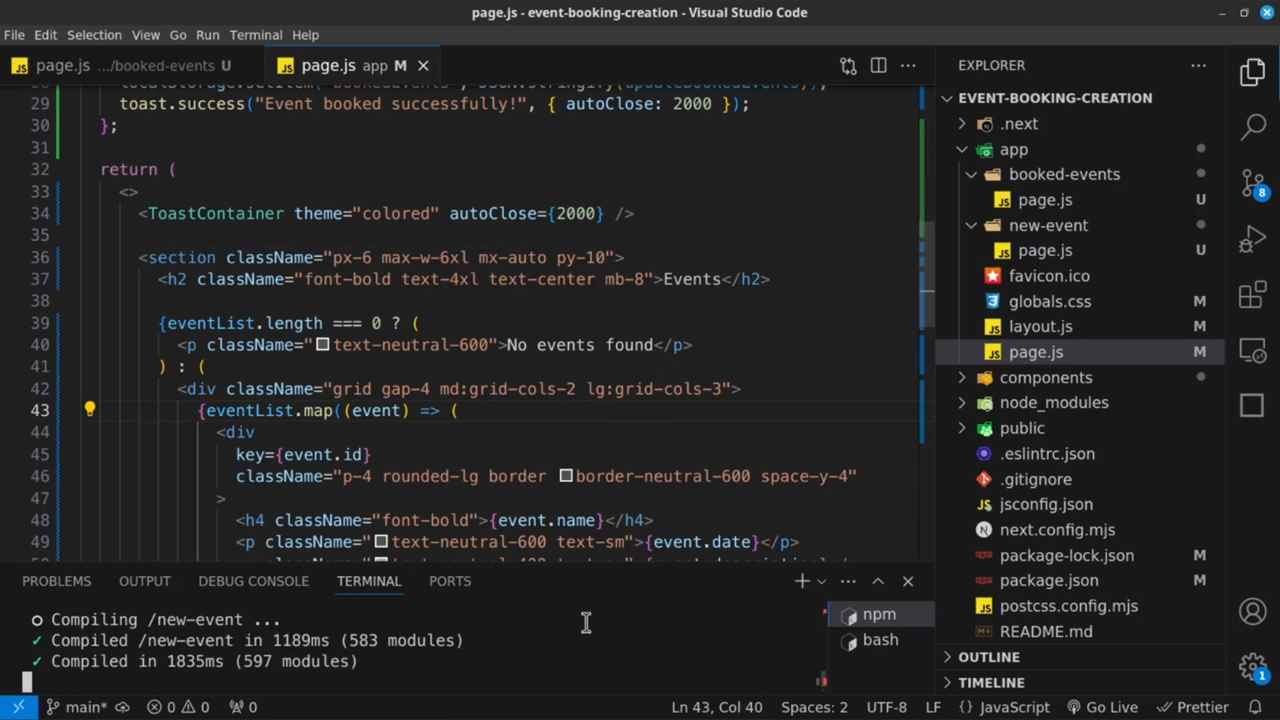 page.js - event-booking-creation - Visual Studio Code
File Edit Selection View Go Run Terminal Help
JS page.js .../booked-events U
JS page.js app M
29 toast.success("Event booked successfully!", { autoClose: 2000 });
30 };
31
32 return (
33 <>
34 <ToastContainer theme="colored" autoClose={2000} />
35
36 <section className="px-6 max-w-6xl mx-auto py-10">
37 <h2 className="font-bold text-4xl text-center mb-8">Events</h2>
38
39 {eventList.length === 0 ? (
40 <p className="text-neutral-600">No events found</p>
41 ) : (
42 <div className="grid gap-4 md:grid-cols-2 lg:grid-cols-3">
43 {eventList.map((event) => (
44 <div
45 key={event.id}
46 className="p-4 rounded-lg border border-neutral-600 space-y-4"
47 >
48 <h4 className="font-bold">{event.name}</h4>
49 <p className="text-neutral-600 text-sm">{event.date}</p>
PROBLEMS OUTPUT DEBUG CONSOLE TERMINAL PORTS
○ Compiling /new-event ...
✓ Compiled /new-event in 1189ms (583 modules)
✓ Compiled in 1835ms (597 modules)
npm
bash
EXPLORER
EVENT-BOOKING-CREATION
.next
app
booked-events
JS page.js U
new-event
JS page.js U
favicon.ico
globals.css M
JS layout.js M
JS page.js M
components
node_modules
public
.eslintrc.json
.gitignore
JS jsconfig.json
N next.config.mjs
package-lock.json M
package.json M
postcss.config.mjs
README.md
OUTLINE
TIMELINE
8
1
main* 0 0 0 Ln 43, Col 40 Spaces: 2 UTF-8 LF {} JavaScript Go Live Prettier